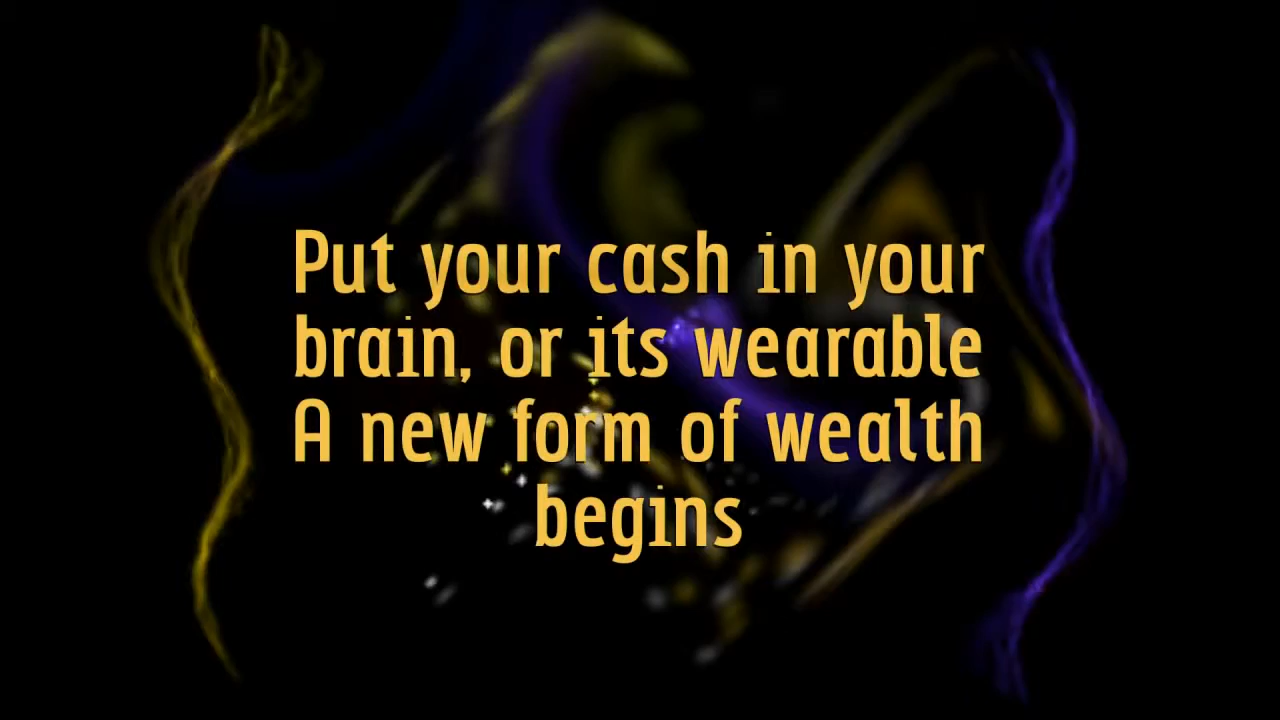 Put your cash in your
brain, or its wearable
A new form of wealth
begins